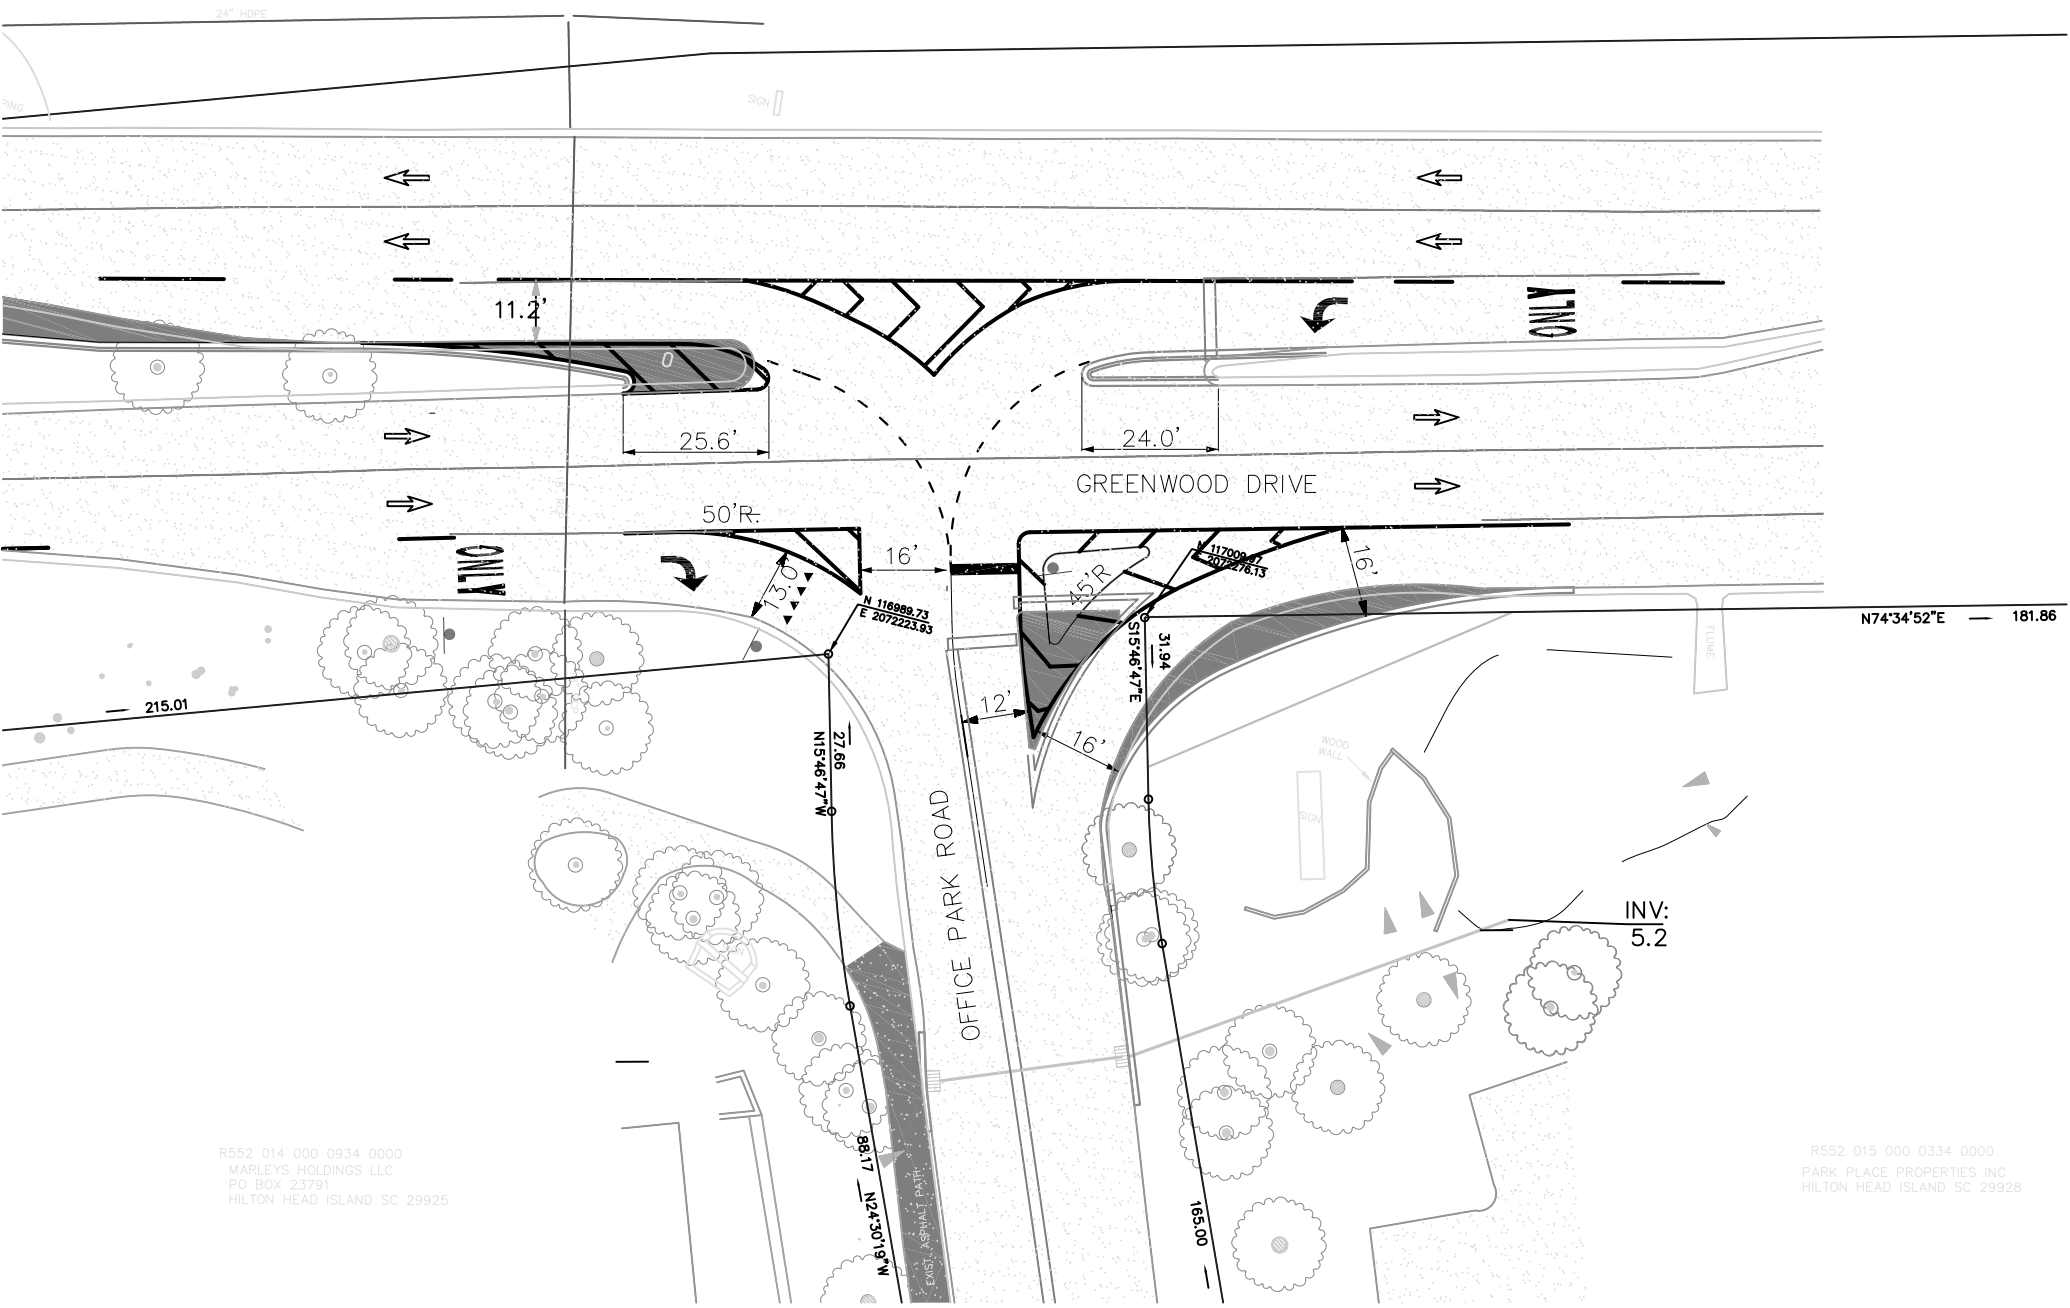 24" HDPE
PING
SIGN
11.2'
ONLY
25.6'
24.0'
GREENWOOD DRIVE
50'R.
ONLY
16'
13.0'
45'R
N 117009.97
E 2072276.13
16'
N 116989.73
E 2072223.93
N74°34'52"E
181.86
31.94
S15°46'47"E
FLUME
215.01
12'
16'
27.66
N15°46'47"W
WOOD
WALL
SIGN
OFFICE PARK ROAD
INV:
5.2
88.17
N24°30'19"W
EXIST. ASPHALT PATH
165.00
R552 014 000 0934 0000
MARLEYS HOLDINGS LLC
PO BOX 23791
HILTON HEAD ISLAND SC 29925
R552 015 000 0334 0000
PARK PLACE PROPERTIES INC
HILTON HEAD ISLAND SC 29928